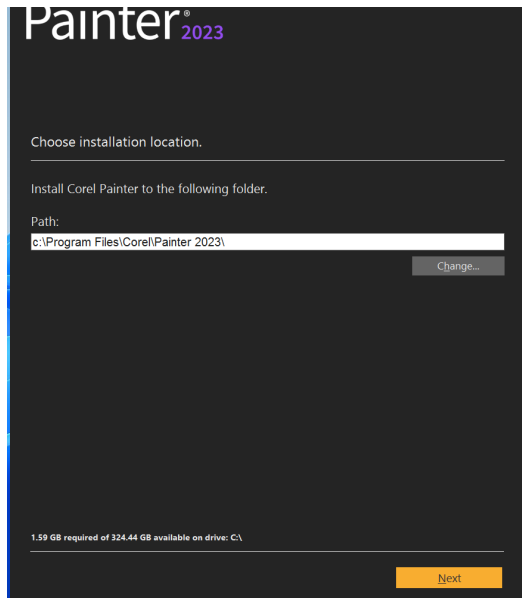 Painter® 2023
Choose installation location.
Install Corel Painter to the following folder.
Path:
c:\Program Files\Corel\Painter 2023\
Change...
1.59 GB required of 324.44 GB available on drive: C:\
Next